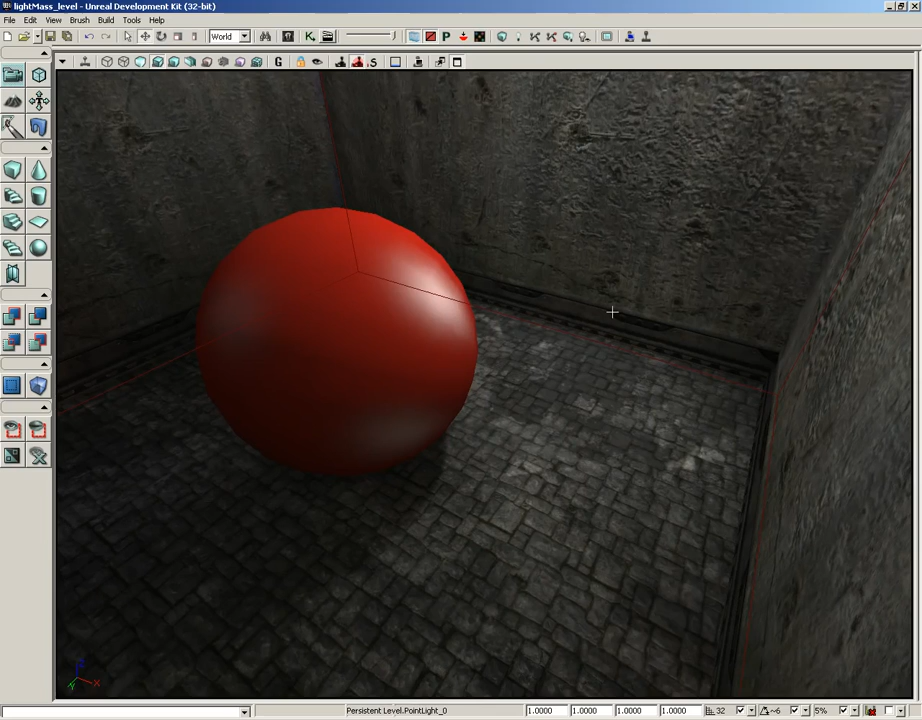 lightMass_level - Unreal Development Kit (32-bit)
File Edit View Brush Build Tools Help
World
K P
G S
Z X Y
Persistent Level.PointLight_0 1.0000 1.0000 1.0000 1.0000 32 ~6 5%